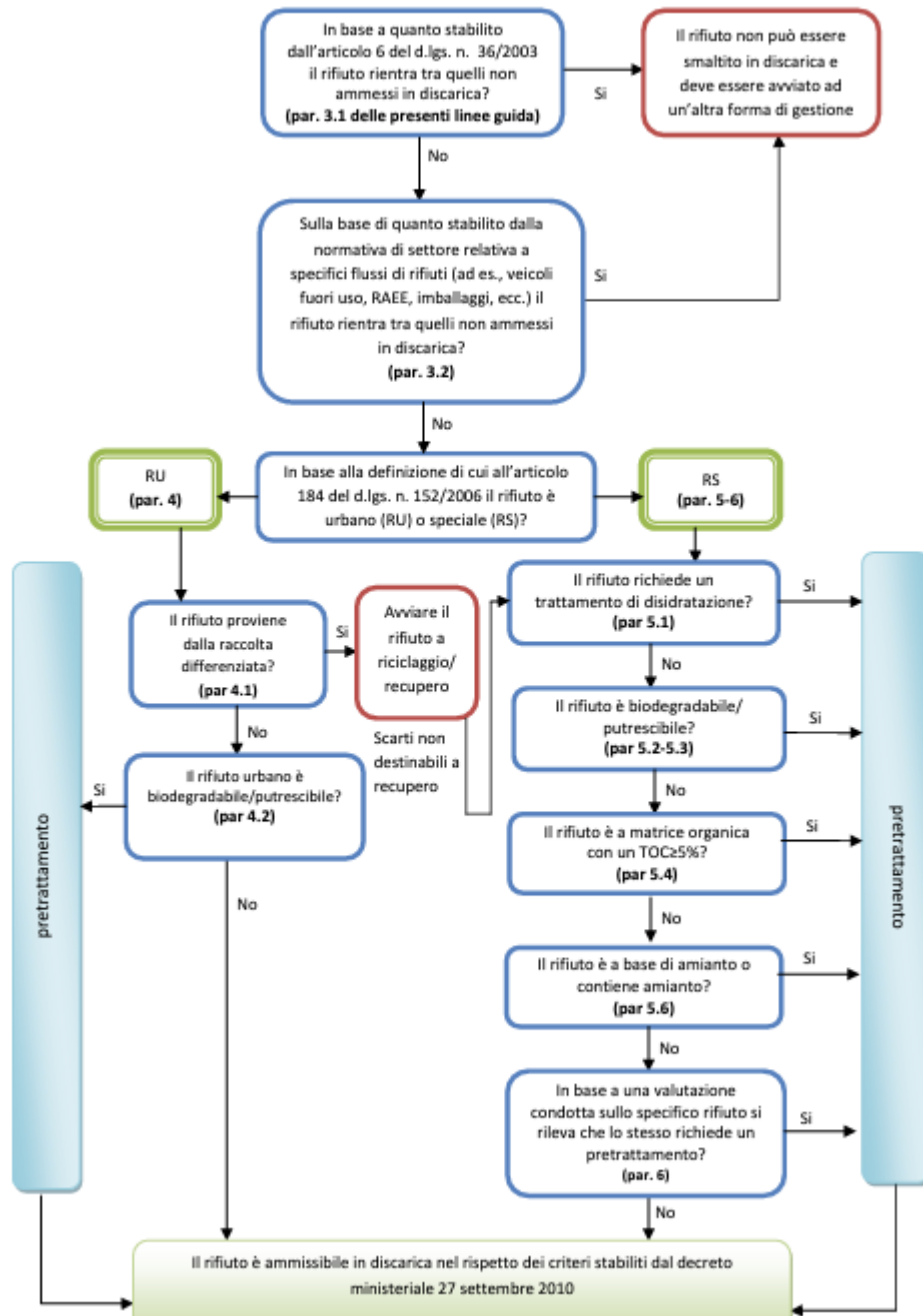 In base a quanto stabilito
dall'articolo 6 del d.lgs. n. 36/2003
il rifiuto rientra tra quelli non
ammessi in discarica?
(par. 3.1 delle presenti linee guida)
Si
Il rifiuto non può essere
smaltito in discarica e
deve essere avviato ad
un'altra forma di gestione
No
Sulla base di quanto stabilito dalla
normativa di settore relativa a
specifici flussi di rifiuti (ad es., veicoli
fuori uso, RAEE, imballaggi, ecc.) il
rifiuto rientra tra quelli non ammessi
in discarica?
(par. 3.2)
Si
No
RU
(par. 4)
In base alla definizione di cui all'articolo
184 del d.lgs. n. 152/2006 il rifiuto è
urbano (RU) o speciale (RS)?
RS
(par. 5-6)
Il rifiuto proviene
dalla raccolta
differenziata?
(par 4.1)
Si
Avviare il
rifiuto a
riciclaggio/
recupero
Scarti non
destinabili a
recupero
No
Il rifiuto urbano è
biodegradabile/putrescibile?
(par 4.2)
Si
pretrattamento
No
Il rifiuto richiede un
trattamento di disidratazione?
(par 5.1)
Si
No
Il rifiuto è biodegradabile/
putrescibile?
(par 5.2-5.3)
Si
No
Il rifiuto è a matrice organica
con un TOC≥5%?
(par 5.4)
Si
No
Il rifiuto è a base di amianto o
contiene amianto?
(par 5.6)
Si
No
In base a una valutazione
condotta sullo specifico rifiuto si
rileva che lo stesso richiede un
pretrattamento?
(par. 6)
Si
No
pretrattamento
Il rifiuto è ammissibile in discarica nel rispetto dei criteri stabiliti dal decreto
ministeriale 27 settembre 2010